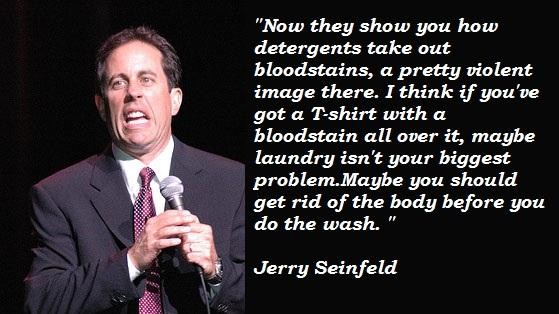 "Now they show you how
detergents take out
bloodstains, a pretty violent
image there. I think if you've
got a T-shirt with a
bloodstain all over it, maybe
laundry isn't your biggest
problem.Maybe you should
get rid of the body before you
do the wash. "
Jerry Seinfeld